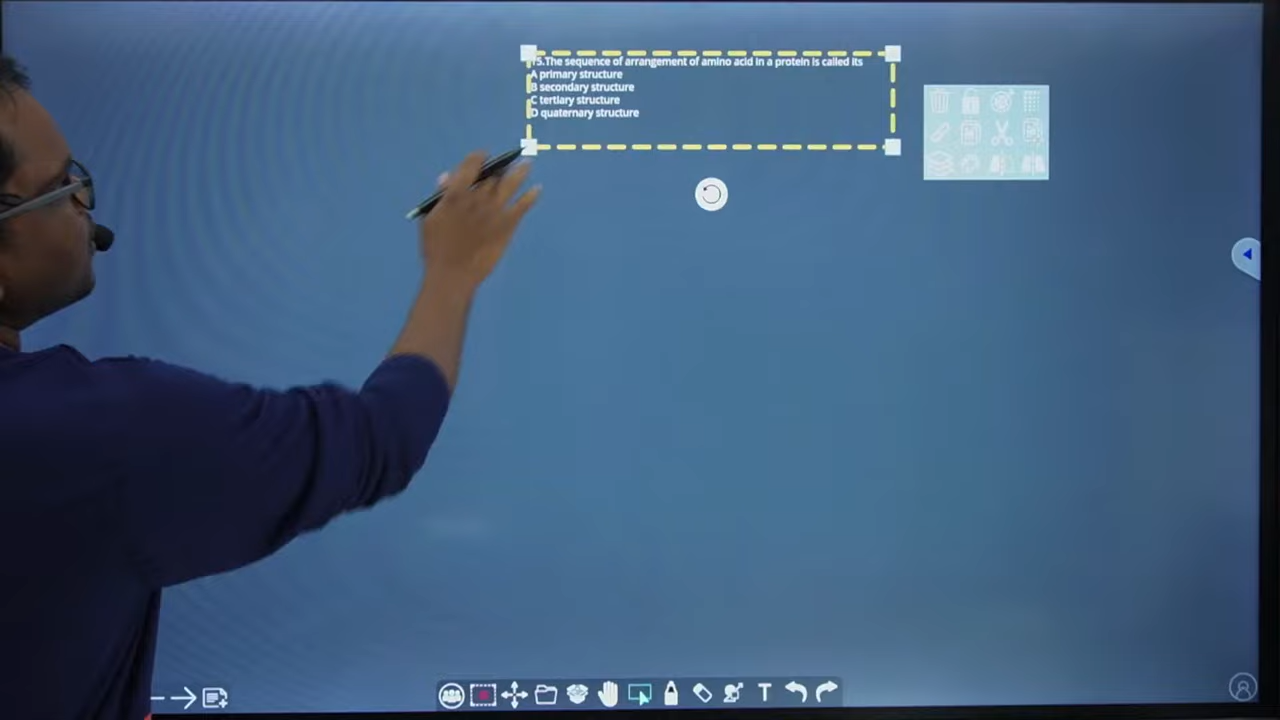 15.The sequence of arrangement of amino acid in a protein is called its
A primary structure
B secondary structure
C tertiary structure
D quaternary structure